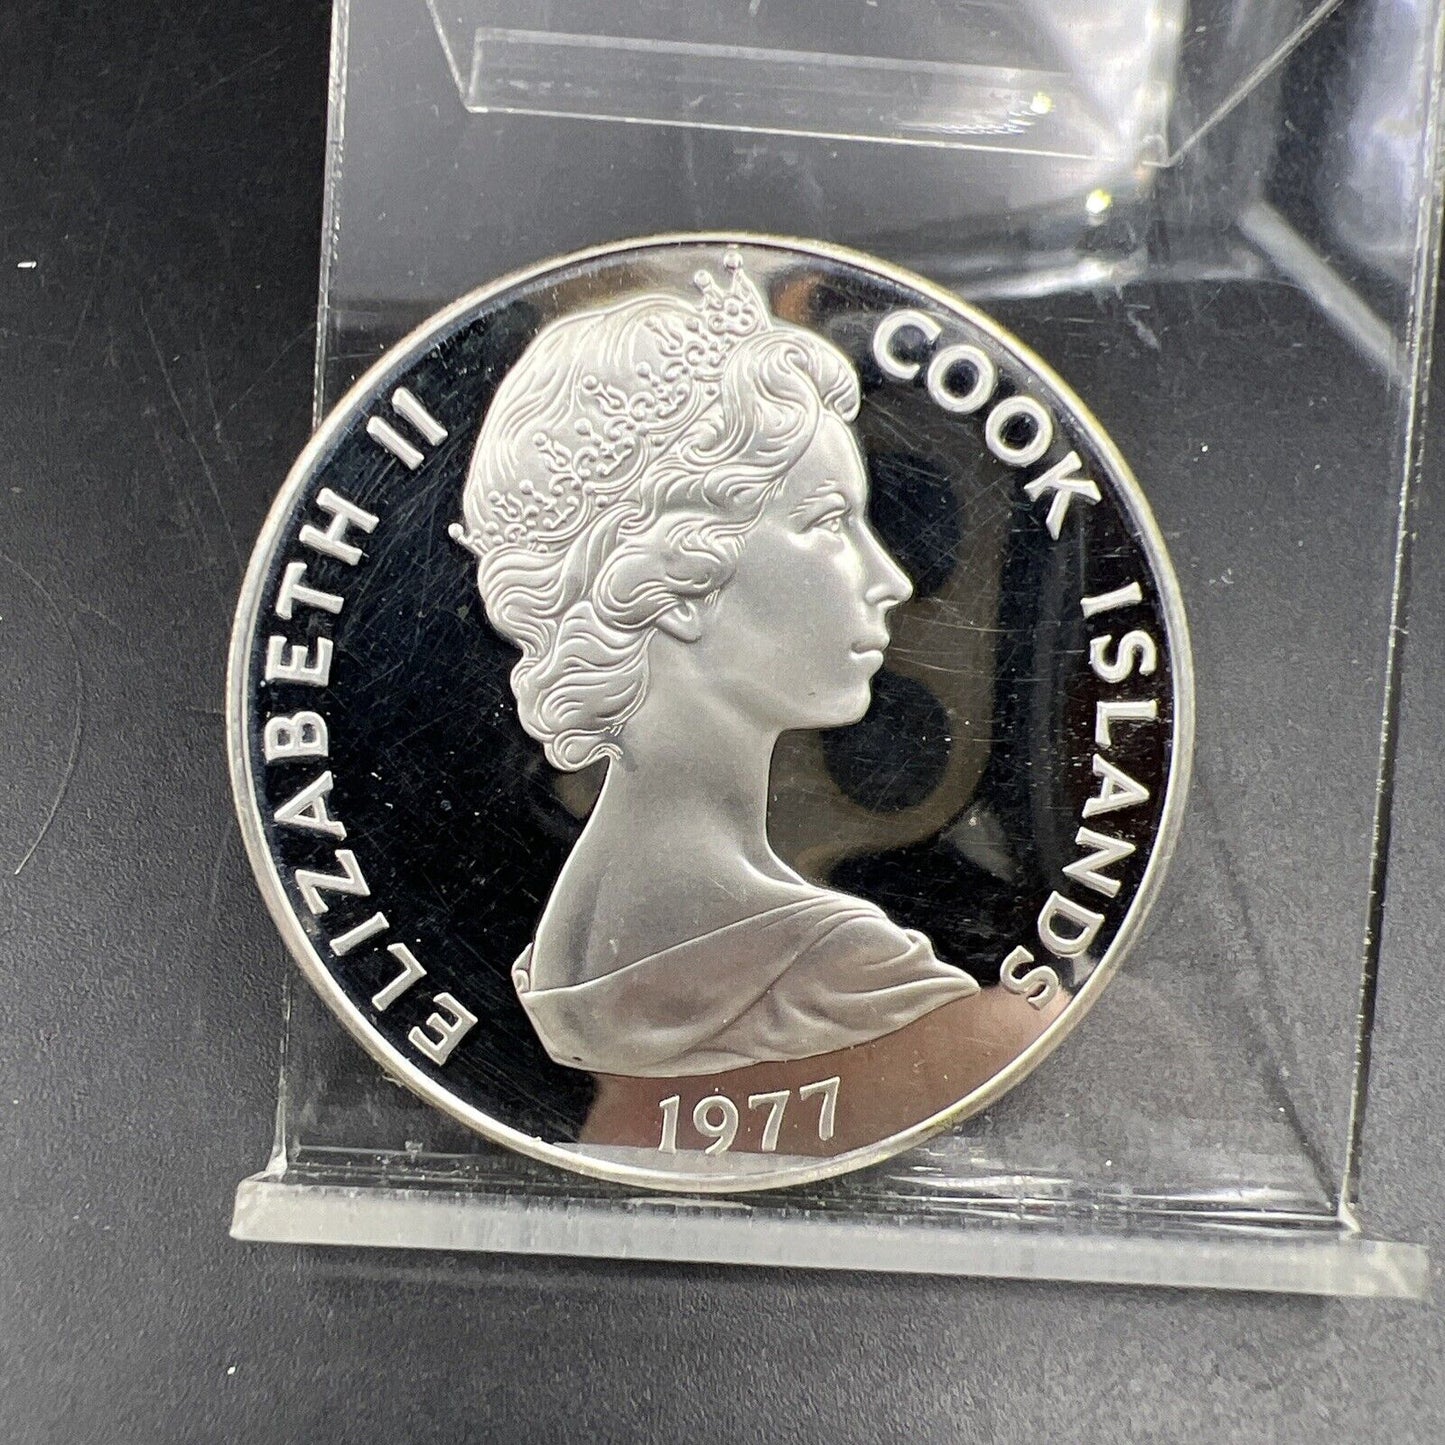 ELIZABETH II
COOK ISLANDS
1977